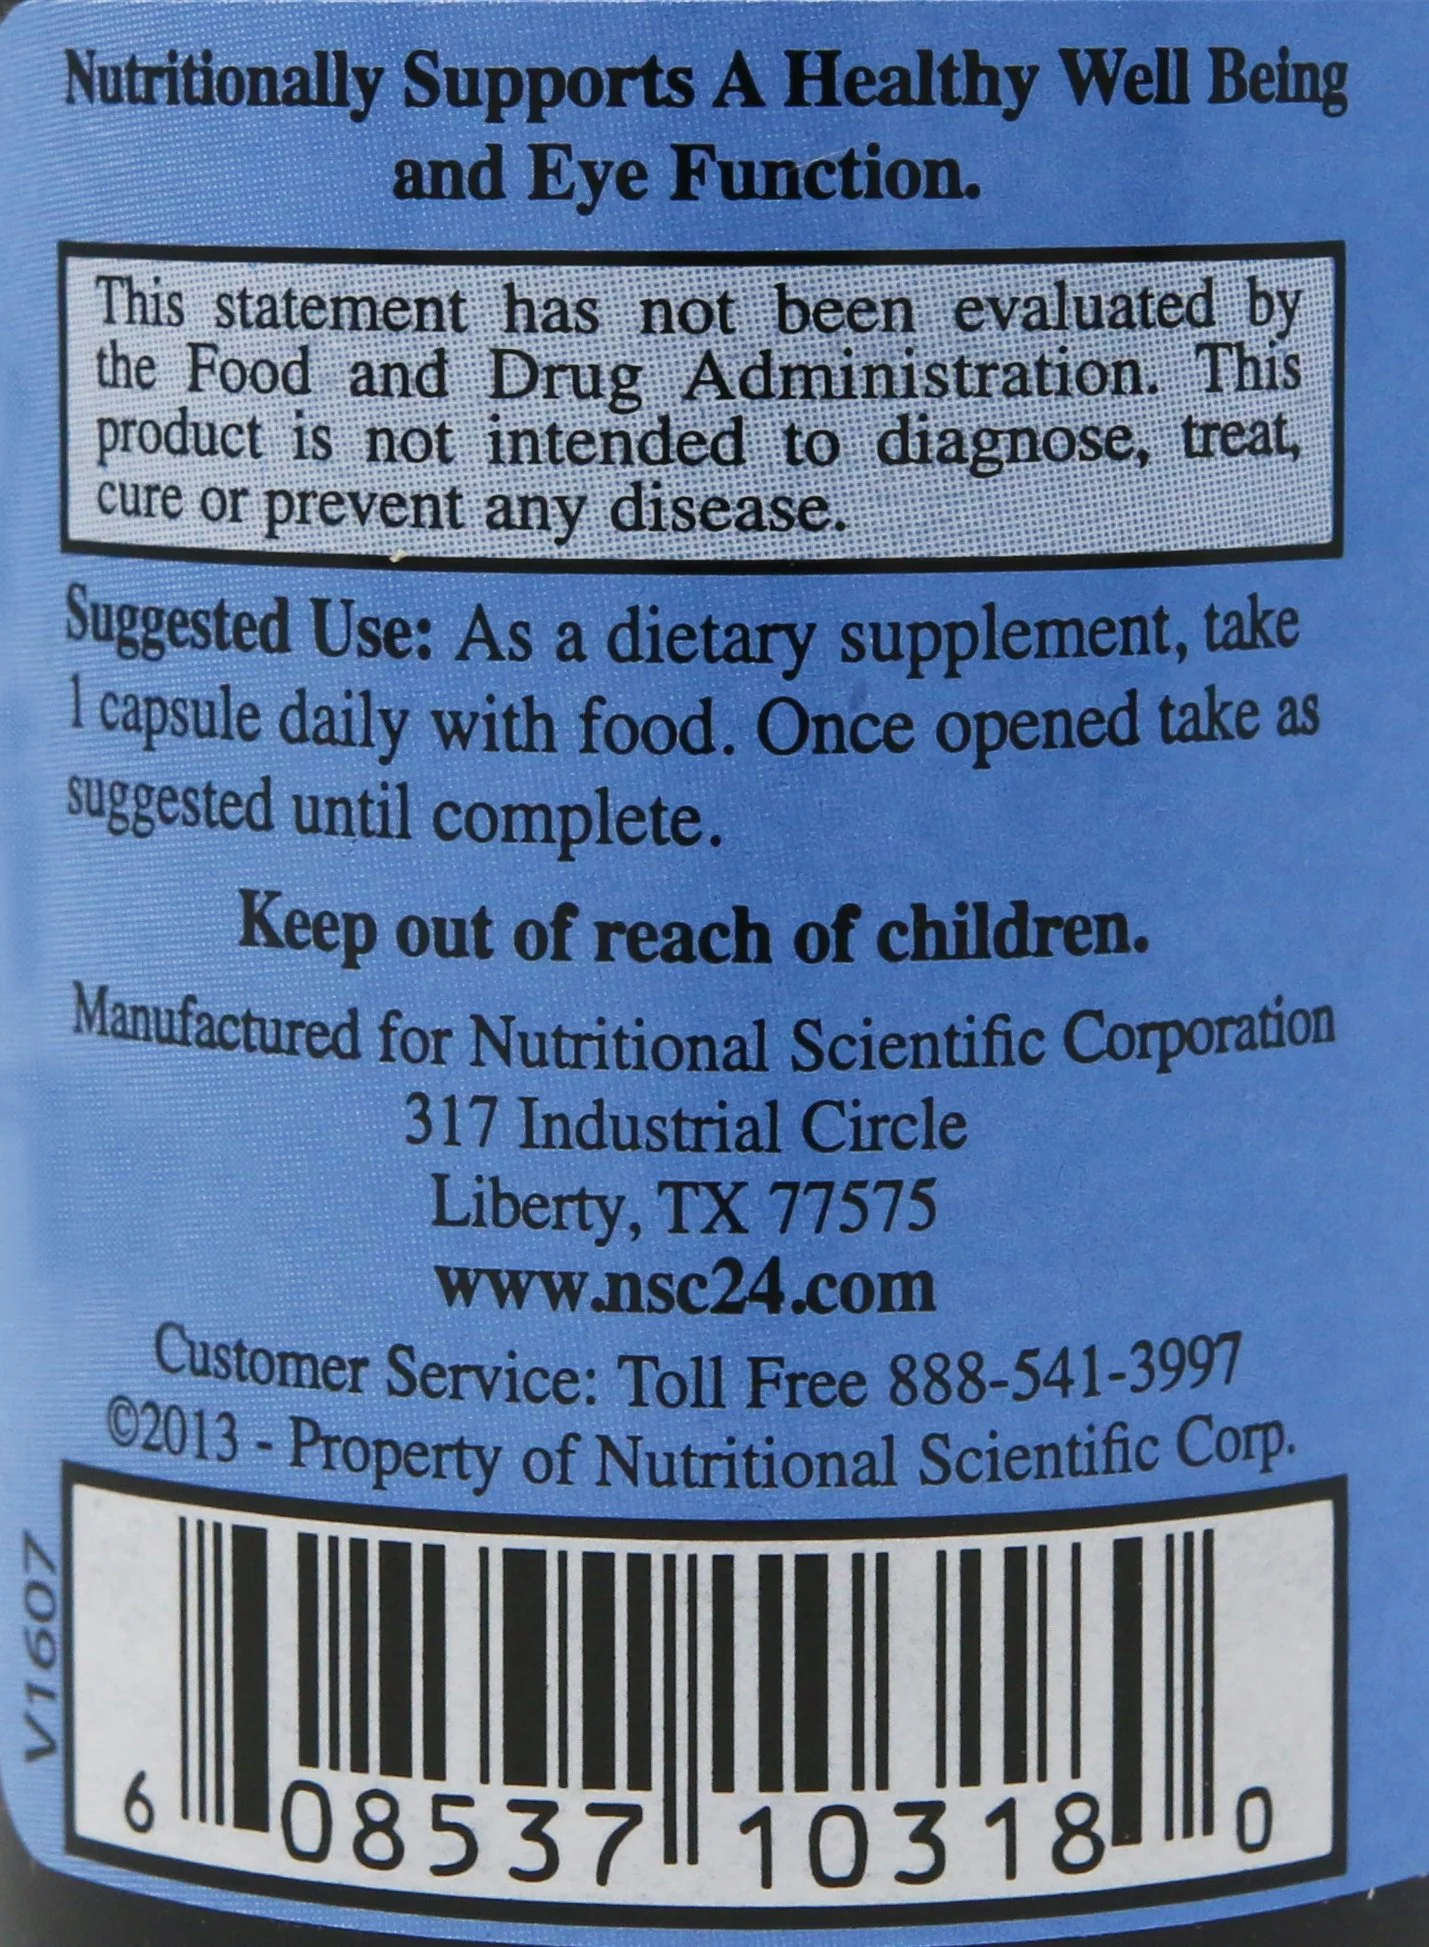 Nutritionally Supports A Healthy Well Being
and Eye Function.
This statement has not been evaluated by
the Food and Drug Administration. This
product is not intended to diagnose, treat,
cure or prevent any disease.
Suggested Use: As a dietary supplement, take
1 capsule daily with food. Once opened take as
suggested until complete.
Keep out of reach of children.
Manufactured for Nutritional Scientific Corporation
317 Industrial Circle
Liberty, TX 77575
www.nsc24.com
Customer Service: Toll Free 888-541-3997
©2013 - Property of Nutritional Scientific Corp.
V1607
6 08537 10318 0